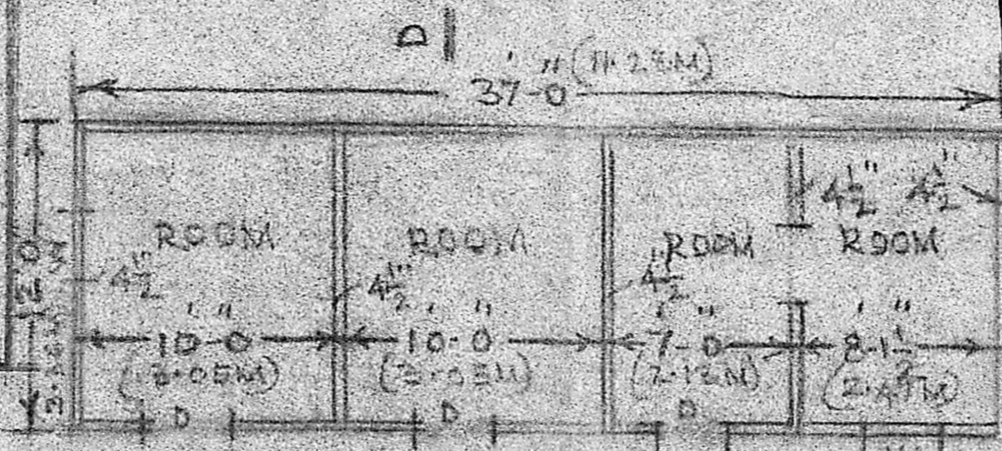 D
37'-0" (11.28M)
4½" 4½"
ROOM ROOM ROOM ROOM
4½" 4½" 4½"
10'-0" 10'-0" 7'-0" 8'-1½"
(3.05M) (3.05M) (2.13M) (2.47M)
D D D